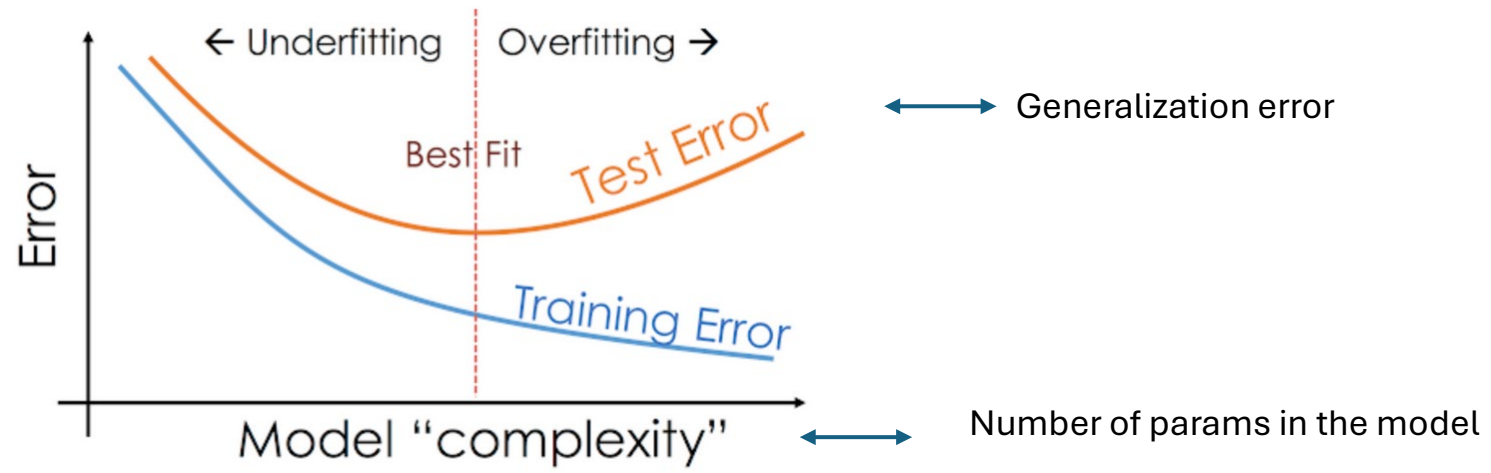 ← Underfitting
Overfitting →
Generalization error
Best Fit
Test Error
Error
Training Error
Model “complexity”
Number of params in the model